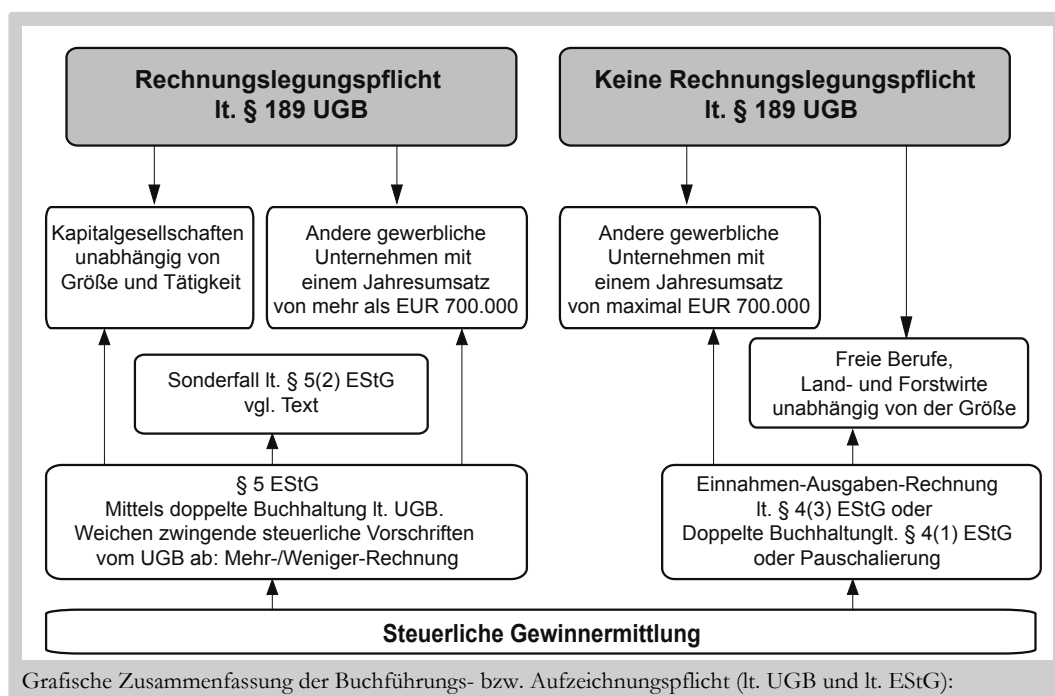 Rechnungslegungspflicht
lt. § 189 UGB
Keine Rechnungslegungspflicht
lt. § 189 UGB
Kapitalgesellschaften
unabhängig von
Größe und Tätigkeit
Andere gewerbliche
Unternehmen mit
einem Jahresumsatz
von mehr als EUR 700.000
Andere gewerbliche
Unternehmen mit
einem Jahresumsatz
von maximal EUR 700.000
Sonderfall lt. § 5(2) EStG
vgl. Text
Freie Berufe,
Land- und Forstwirte
unabhängig von der Größe
§ 5 EStG
Mittels doppelte Buchhaltung lt. UGB.
Weichen zwingende steuerliche Vorschriften
vom UGB ab: Mehr-/Weniger-Rechnung
Einnahmen-Ausgaben-Rechnung
lt. § 4(3) EStG oder
Doppelte Buchhaltunglt. § 4(1) EStG
oder Pauschalierung
Steuerliche Gewinnermittlung
Grafische Zusammenfassung der Buchführungs- bzw. Aufzeichnungspflicht (lt. UGB und lt. EStG):